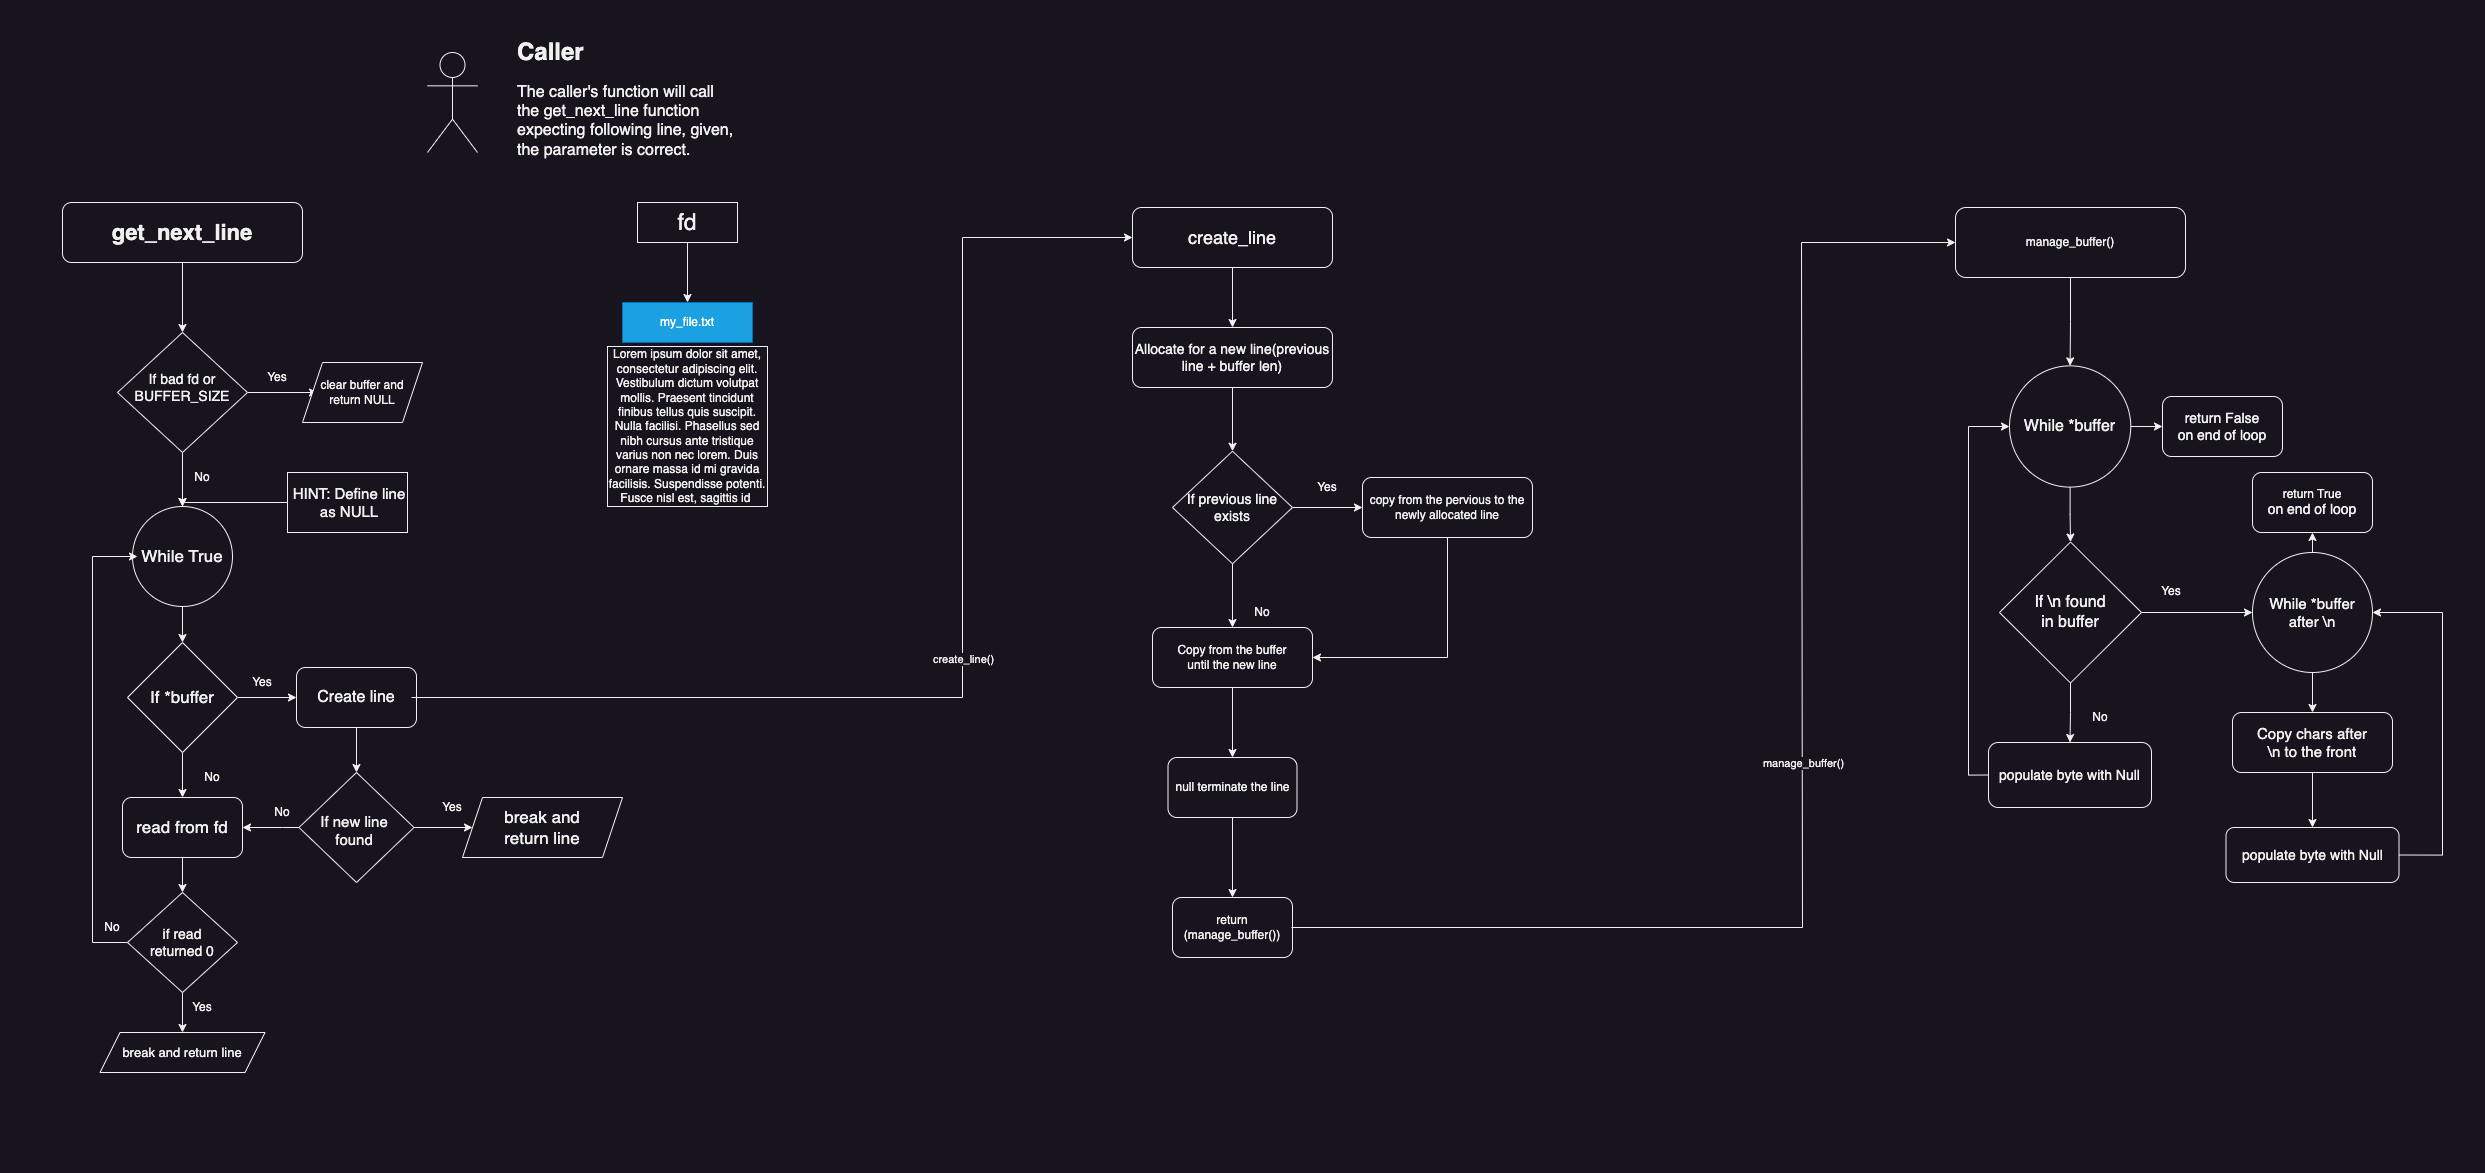 Caller
The caller's function will call
the get_next_line function
expecting following line, given,
the parameter is correct.
get_next_line
If bad fd or
BUFFER_SIZE
Yes
clear buffer and
return NULL
No
HINT: Define line
as NULL
While True
If *buffer
Yes
Create line
No
read from fd
No
If new line
found
Yes
break and
return line
No
if read
returned 0
Yes
break and return line
fd
my_file.txt
Lorem ipsum dolor sit amet,
consectetur adipiscing elit.
Vestibulum dictum volutpat
mollis. Praesent tincidunt
finibus tellus quis suscipit.
Nulla facilisi. Phasellus sed
nibh cursus ante tristique
varius non nec lorem. Duis
ornare massa id mi gravida
facilisis. Suspendisse potenti.
Fusce nisl est, sagittis id
create_line()
create_line
Allocate for a new line(previous
line + buffer len)
If previous line
exists
Yes
copy from the pervious to the
newly allocated line
No
Copy from the buffer
until the new line
null terminate the line
return
(manage_buffer())
manage_buffer()
manage_buffer()
While *buffer
return False
on end of loop
If \n found
in buffer
Yes
return True
on end of loop
While *buffer
after \n
No
populate byte with Null
Copy chars after
\n to the front
populate byte with Null